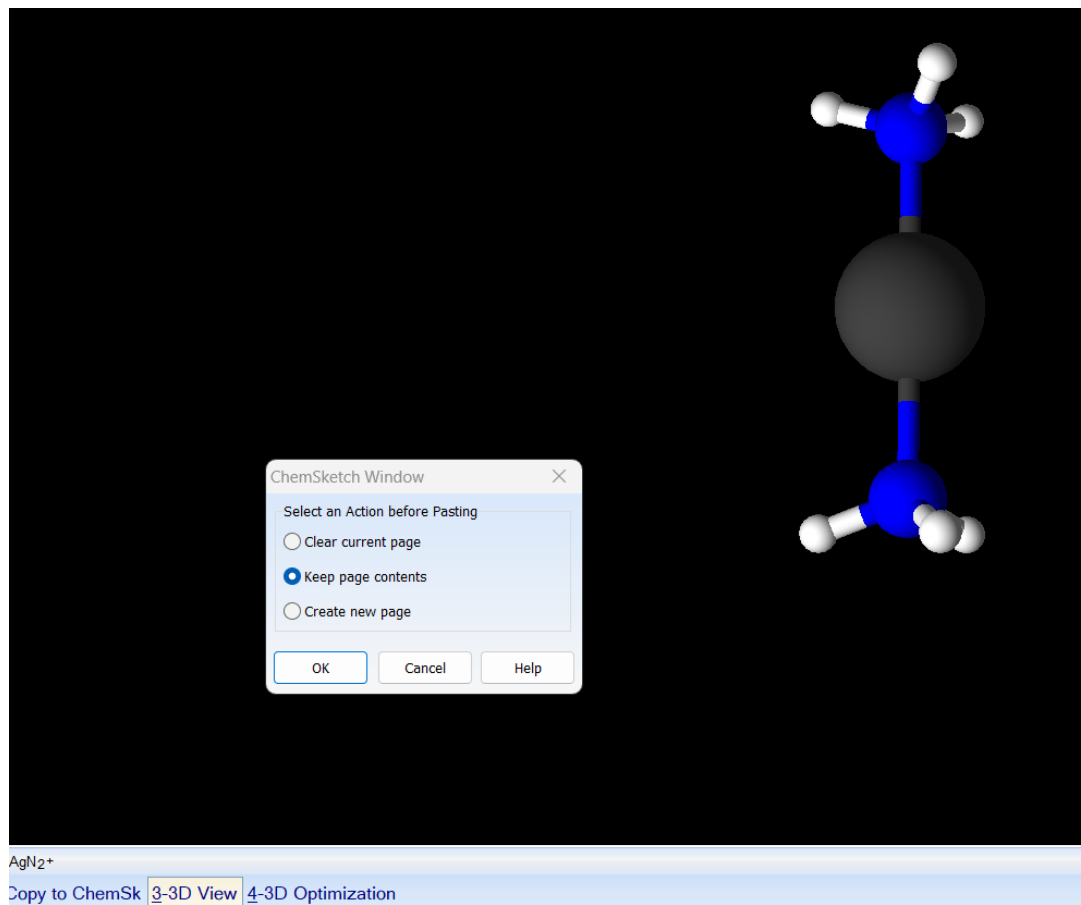 ChemSketch Window
Select an Action before Pasting
Clear current page
Keep page contents
Create new page
OK Cancel Help
AgN2+
Copy to ChemSk 3-3D View 4-3D Optimization